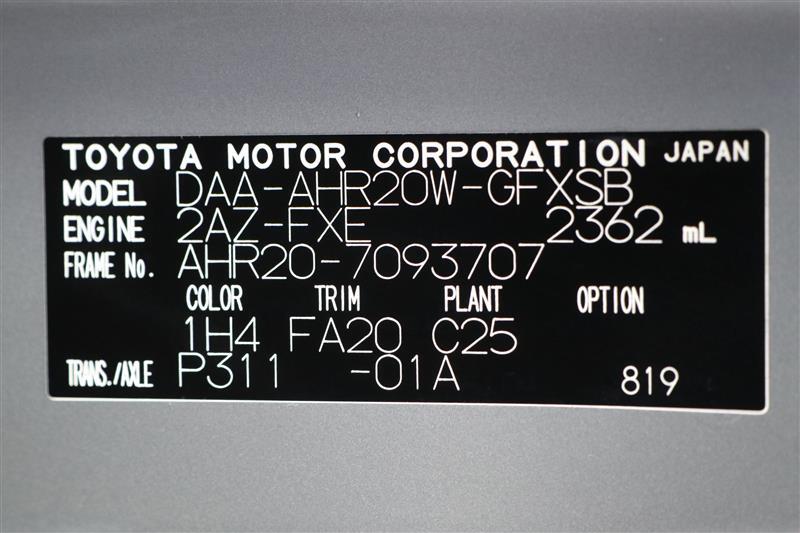 TOYOTA MOTOR CORPORATION JAPAN
MODEL DAA-AHR20W-GFXSB
ENGINE 2AZ-FXE 2362 mL
FRAME No. AHR20-7093707
COLOR TRIM PLANT OPTION
1H4 FA20 C25
TRANS./AXLE P311 -01A 819